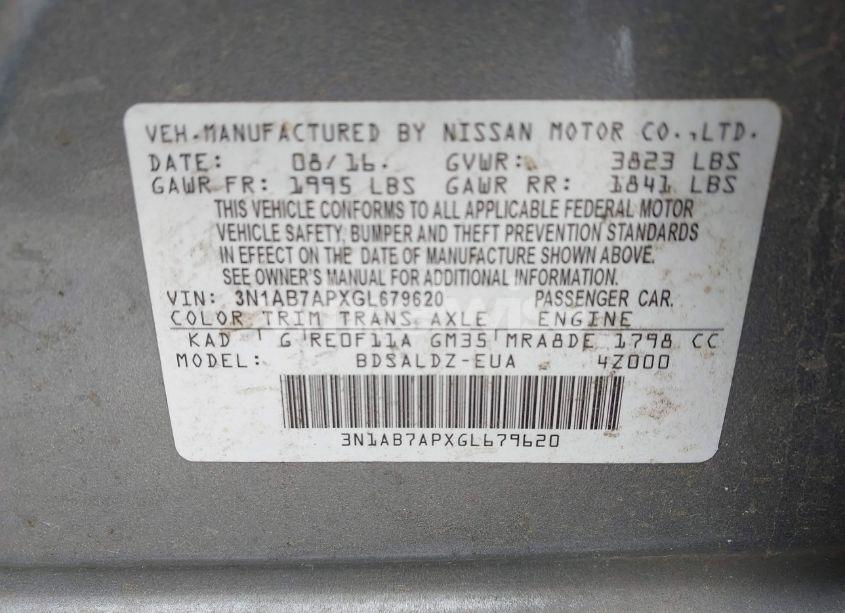 VEH.MANUFACTURED BY NISSAN MOTOR CO.,LTD.
DATE: 08/16. GVWR: 3823 LBS
GAWR FR: 1995 LBS GAWR RR: 1841 LBS
THIS VEHICLE CONFORMS TO ALL APPLICABLE FEDERAL MOTOR
VEHICLE SAFETY, BUMPER AND THEFT PREVENTION STANDARDS
IN EFFECT ON THE DATE OF MANUFACTURE SHOWN ABOVE.
SEE OWNER'S MANUAL FOR ADDITIONAL INFORMATION.
VIN: 3N1AB7APXGL679620 PASSENGER CAR.
COLOR TRIM TRANS. AXLE ENGINE
KAD G RE0F11A GM35 MRA8DE 1798 CC
MODEL: BDSALDZ-EUA 4Z000
3N1AB7APXGL679620